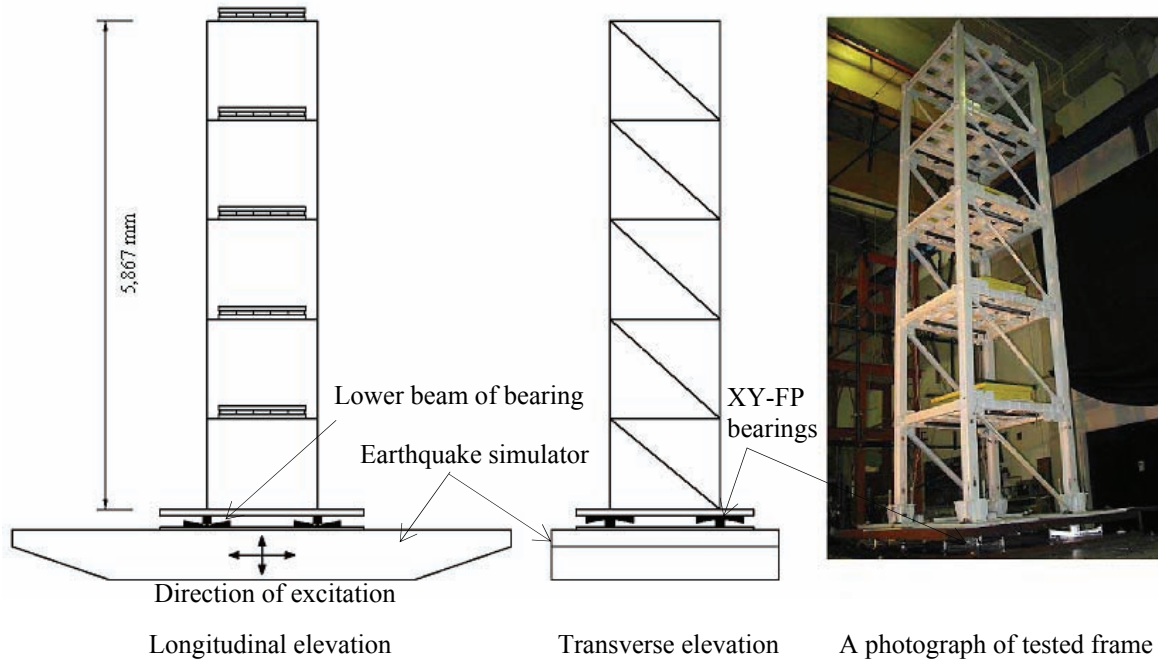 5,867 mm
Lower beam of bearing
Earthquake simulator
XY-FP
bearings
Direction of excitation
Longitudinal elevation
Transverse elevation
A photograph of tested frame